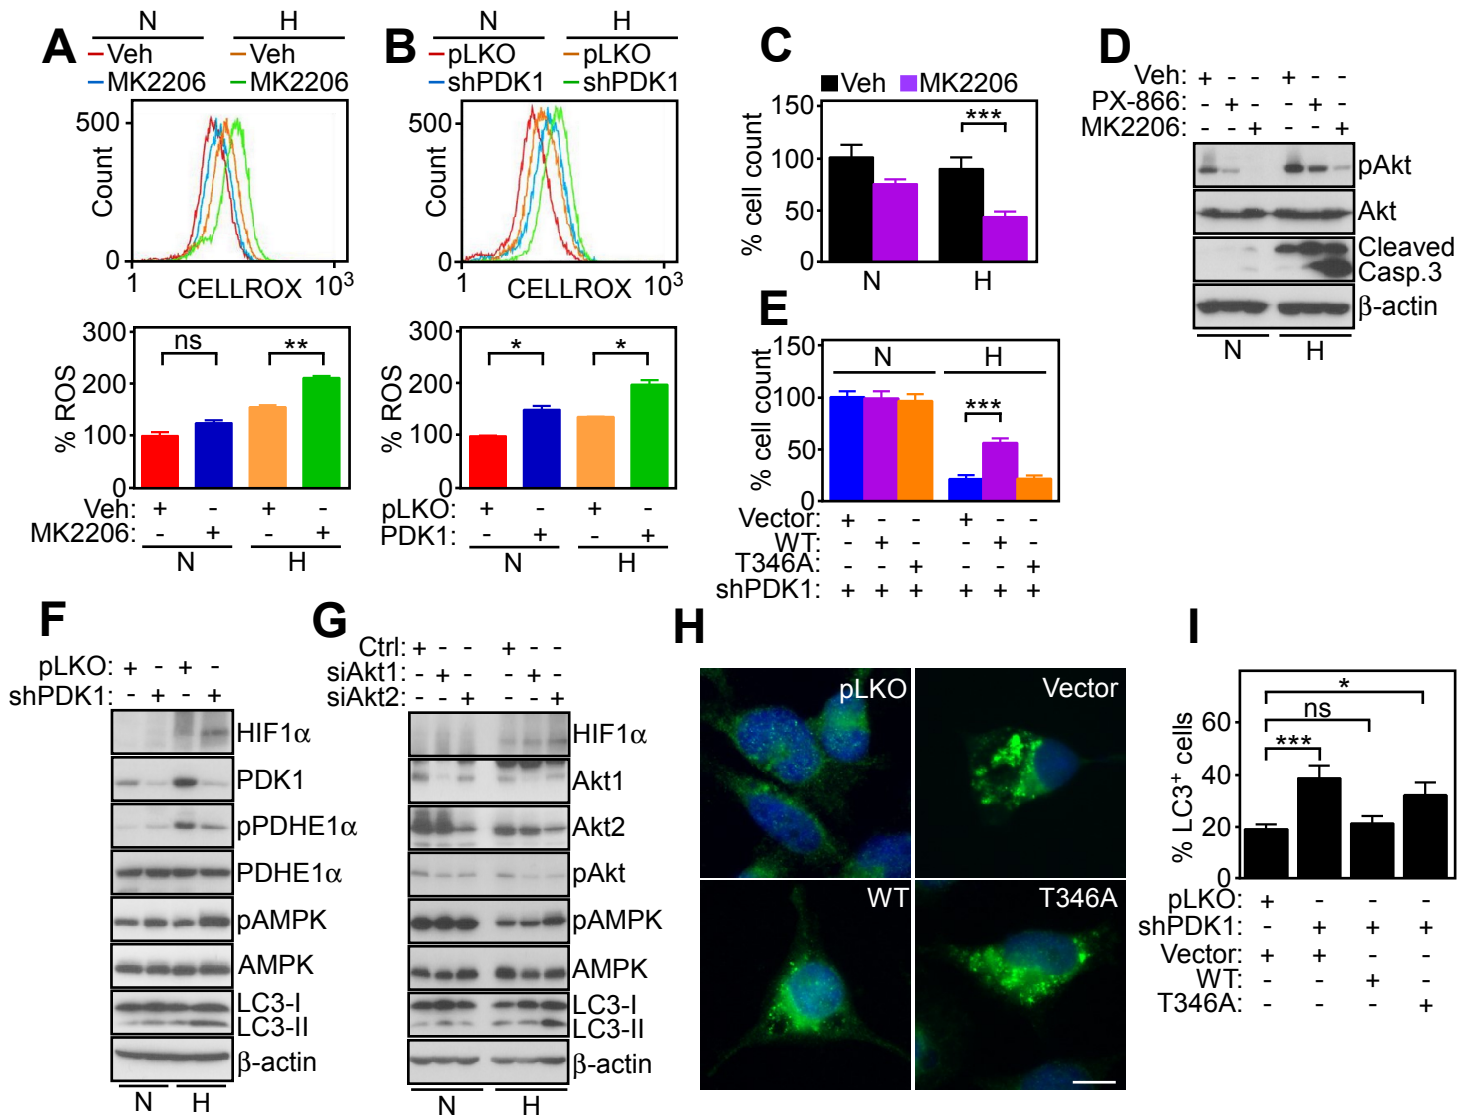 A
N H
Veh Veh
MK2206 MK2206
500
0
Count
1 CELLROX 10³
300
200
100
0
% ROS
ns **
Veh: + - + -
MK2206: - + - +
N H
B
N H
pLKO pLKO
shPDK1 shPDK1
500
0
Count
1 CELLROX 10³
300
200
100
0
% ROS
* *
pLKO: + - + -
PDK1: - + - +
N H
C
Veh MK2206
150
100
50
0
% cell count
***
N H
D
Veh: + - - + - -
PX-866: - + - - + -
MK2206: - - + - - +
pAkt
Akt
Cleaved
Casp.3
β-actin
N H
E
150
100
50
0
% cell count
N H
***
Vector: + - - + - -
WT: - + - - + -
T346A: - - + - - +
shPDK1: + + + + + +
F
pLKO: + - + -
shPDK1: - + - +
HIF1α
PDK1
pPDHE1α
PDHE1α
pAMPK
AMPK
LC3-I
LC3-II
β-actin
N H
G
Ctrl: + - - + - -
siAkt1: - + - - + -
siAkt2: - - + - - +
HIF1α
Akt1
Akt2
pAkt
pAMPK
AMPK
LC3-I
LC3-II
β-actin
N H
H
pLKO Vector
WT T346A
I
60
40
20
0
% LC3⁺ cells
*
ns
***
pLKO: + - - -
shPDK1: - + + +
Vector: + + - -
WT: - - + -
T346A: - - - +